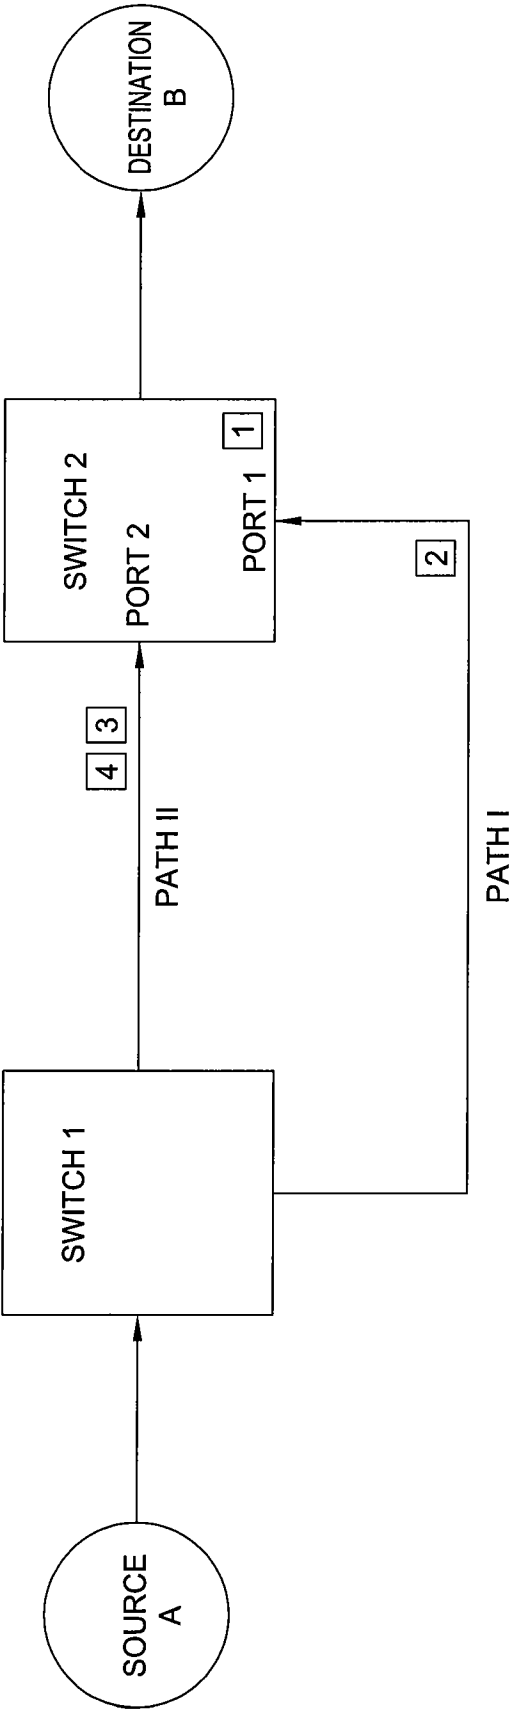 SOURCE
A
SWITCH 1
PATH II
4
3
SWITCH 2
PORT 2
PORT 1
1
DESTINATION
B
2
PATH I